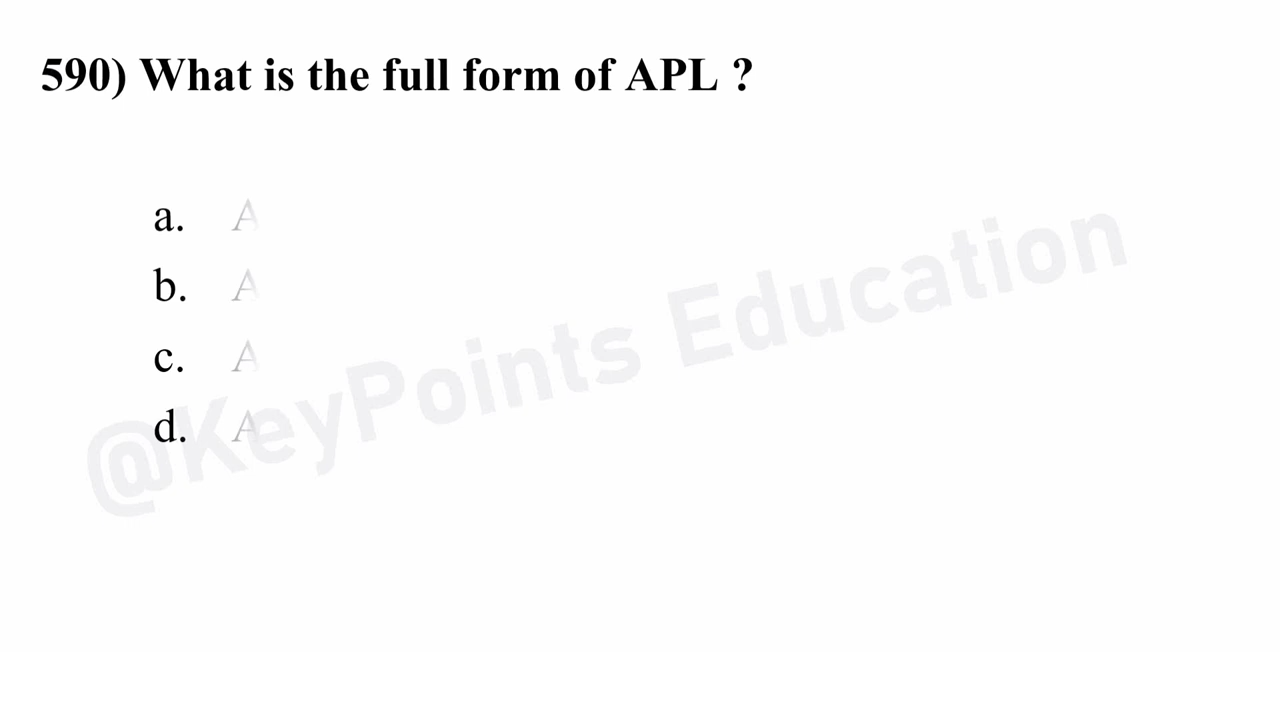 590) What is the full form of APL ?
a. A
b. A
c. A
d. A
@KeyPoints Education